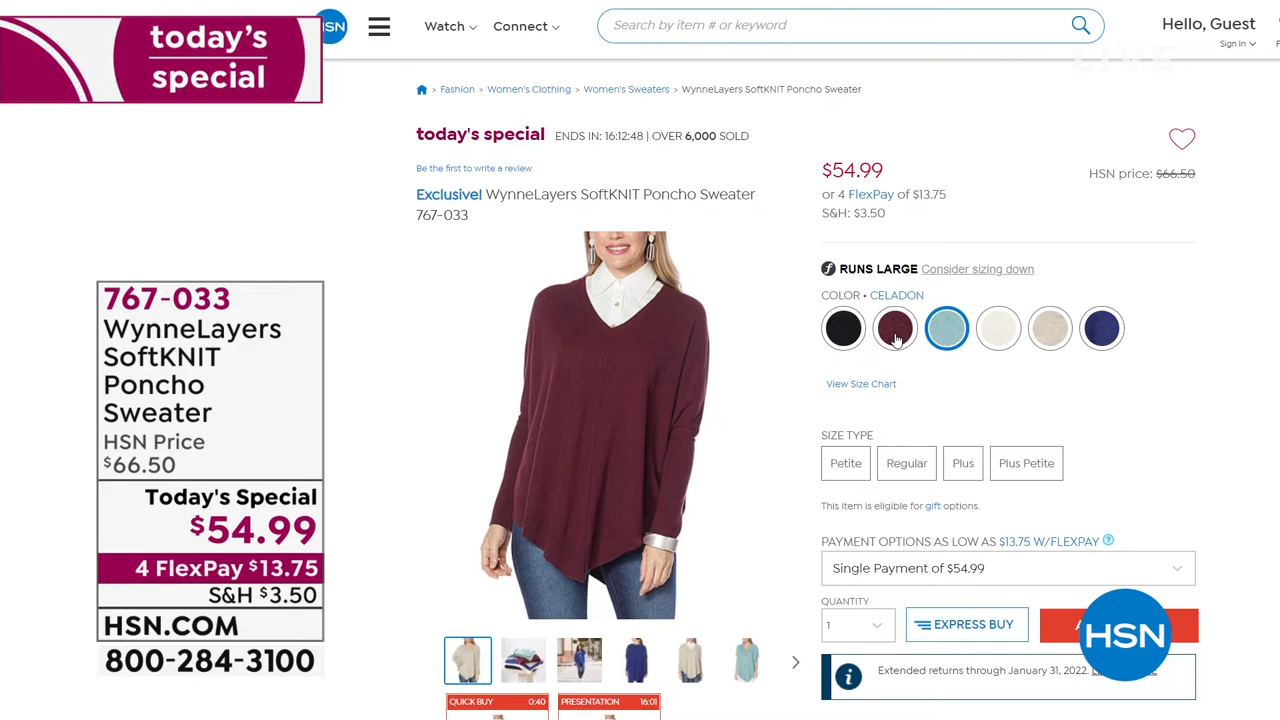 today's
special
HSN
Watch
Connect
Search by item # or keyword
Hello, Guest
Sign In
LIVE
> Fashion > Women's Clothing > Women's Sweaters > WynneLayers SoftKNIT Poncho Sweater
today's special ENDS IN: 16:12:48 | OVER 6,000 SOLD
Be the first to write a review
Exclusive! WynneLayers SoftKNIT Poncho Sweater
767-033
$54.99
HSN price: $66.50
or 4 FlexPay of $13.75
S&H: $3.50
RUNS LARGE Consider sizing down
COLOR • CELADON
View Size Chart
SIZE TYPE
Petite
Regular
Plus
Plus Petite
This item is eligible for gift options.
PAYMENT OPTIONS AS LOW AS $13.75 W/FLEXPAY ?
Single Payment of $54.99
QUANTITY
1
EXPRESS BUY
HSN
Extended returns through January 31, 2022.
QUICK BUY 0:40
PRESENTATION 16:01
767-033
WynneLayers
SoftKNIT
Poncho
Sweater
HSN Price
$66.50
Today's Special
$54.99
4 FlexPay $13.75
S&H $3.50
HSN.COM
800-284-3100